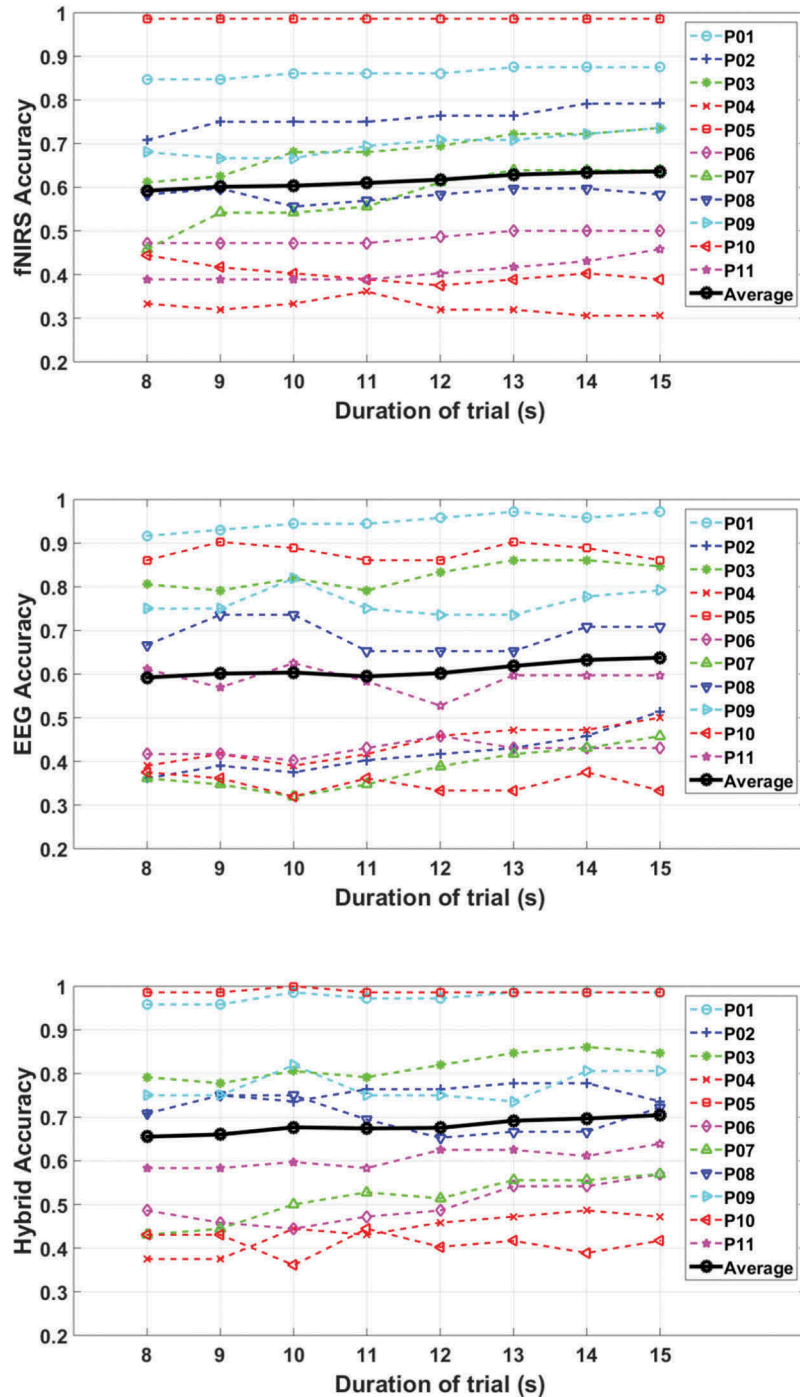 fNIRS Accuracy
1
0.9
0.8
0.7
0.6
0.5
0.4
0.3
0.2
8 9 10 11 12 13 14 15
Duration of trial (s)
P01
P02
P03
P04
P05
P06
P07
P08
P09
P10
P11
Average
EEG Accuracy
1
0.9
0.8
0.7
0.6
0.5
0.4
0.3
0.2
8 9 10 11 12 13 14 15
Duration of trial (s)
P01
P02
P03
P04
P05
P06
P07
P08
P09
P10
P11
Average
Hybrid Accuracy
1
0.9
0.8
0.7
0.6
0.5
0.4
0.3
0.2
8 9 10 11 12 13 14 15
Duration of trial (s)
P01
P02
P03
P04
P05
P06
P07
P08
P09
P10
P11
Average